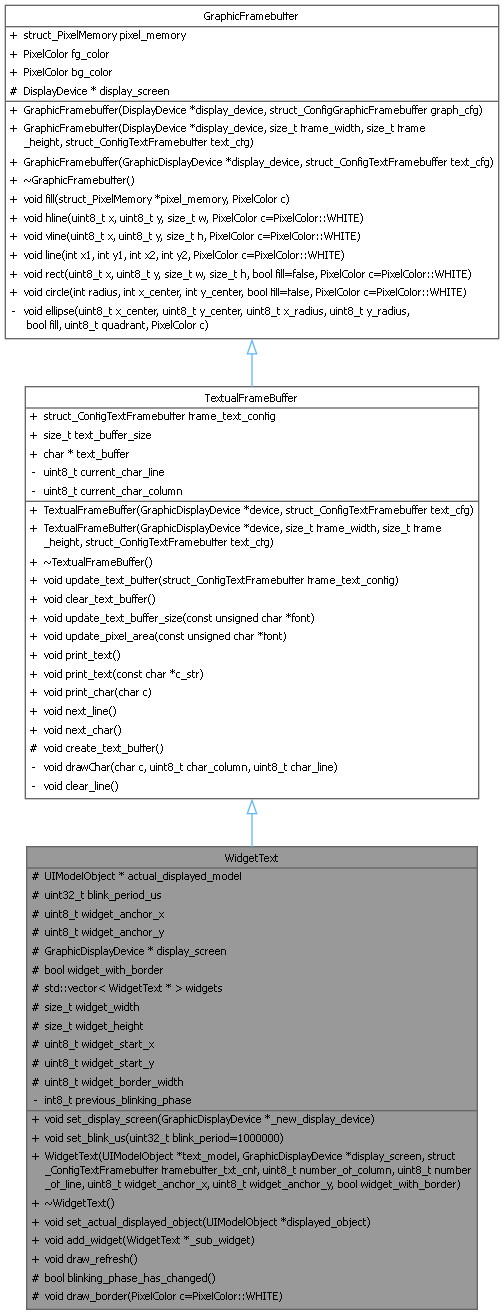 GraphicFramebuffer
+ struct_PixelMemory pixel_memory
+ PixelColor fg_color
+ PixelColor bg_color
# DisplayDevice * display_screen
+ GraphicFramebuffer(DisplayDevice *display_device, struct_ConfigGraphicFramebuffer graph_cfg)
+ GraphicFramebuffer(DisplayDevice *display_device, size_t frame_width, size_t frame
_height, struct_ConfigTextFramebuffer text_cfg)
+ GraphicFramebuffer(GraphicDisplayDevice *display_device, struct_ConfigTextFramebuffer text_cfg)
+ ~GraphicFramebuffer()
+ void fill(struct_PixelMemory *pixel_memory, PixelColor c)
+ void hline(uint8_t x, uint8_t y, size_t w, PixelColor c=PixelColor::WHITE)
+ void vline(uint8_t x, uint8_t y, size_t h, PixelColor c=PixelColor::WHITE)
+ void line(int x1, int y1, int x2, int y2, PixelColor c=PixelColor::WHITE)
+ void rect(uint8_t x, uint8_t y, size_t w, size_t h, bool fill=false, PixelColor c=PixelColor::WHITE)
+ void circle(int radius, int x_center, int y_center, bool fill=false, PixelColor c=PixelColor::WHITE)
- void ellipse(uint8_t x_center, uint8_t y_center, uint8_t x_radius, uint8_t y_radius,
bool fill, uint8_t quadrant, PixelColor c)
TextualFrameBuffer
+ struct_ConfigTextFramebuffer frame_text_config
+ size_t text_buffer_size
+ char * text_buffer
- uint8_t current_char_line
- uint8_t current_char_column
+ TextualFrameBuffer(GraphicDisplayDevice *device, struct_ConfigTextFramebuffer text_cfg)
+ TextualFrameBuffer(GraphicDisplayDevice *device, size_t frame_width, size_t frame
_height, struct_ConfigTextFramebuffer text_cfg)
+ ~TextualFrameBuffer()
+ void update_text_buffer(struct_ConfigTextFramebuffer frame_text_config)
+ void clear_text_buffer()
+ void update_text_buffer_size(const unsigned char *font)
+ void update_pixel_area(const unsigned char *font)
+ void print_text()
+ void print_text(const char *c_str)
+ void print_char(char c)
+ void next_line()
+ void next_char()
# void create_text_buffer()
- void drawChar(char c, uint8_t char_column, uint8_t char_line)
- void clear_line()
WidgetText
# UIModelObject * actual_displayed_model
# uint32_t blink_period_us
# uint8_t widget_anchor_x
# uint8_t widget_anchor_y
# GraphicDisplayDevice * display_screen
# bool widget_with_border
# std::vector< WidgetText * > widgets
# size_t widget_width
# size_t widget_height
# uint8_t widget_start_x
# uint8_t widget_start_y
# uint8_t widget_border_width
- int8_t previous_blinking_phase
+ void set_display_screen(GraphicDisplayDevice *_new_display_device)
+ void set_blink_us(uint32_t blink_period=1000000)
+ WidgetText(UIModelObject *text_model, GraphicDisplayDevice *display_screen, struct
_ConfigTextFramebuffer framebuffer_txt_cnf, uint8_t number_of_column, uint8_t number
_of_line, uint8_t widget_anchor_x, uint8_t widget_anchor_y, bool widget_with_border)
+ ~WidgetText()
+ void set_actual_displayed_object(UIModelObject *displayed_object)
+ void add_widget(WidgetText *_sub_widget)
+ void draw_refresh()
# bool blinking_phase_has_changed()
# void draw_border(PixelColor c=PixelColor::WHITE)